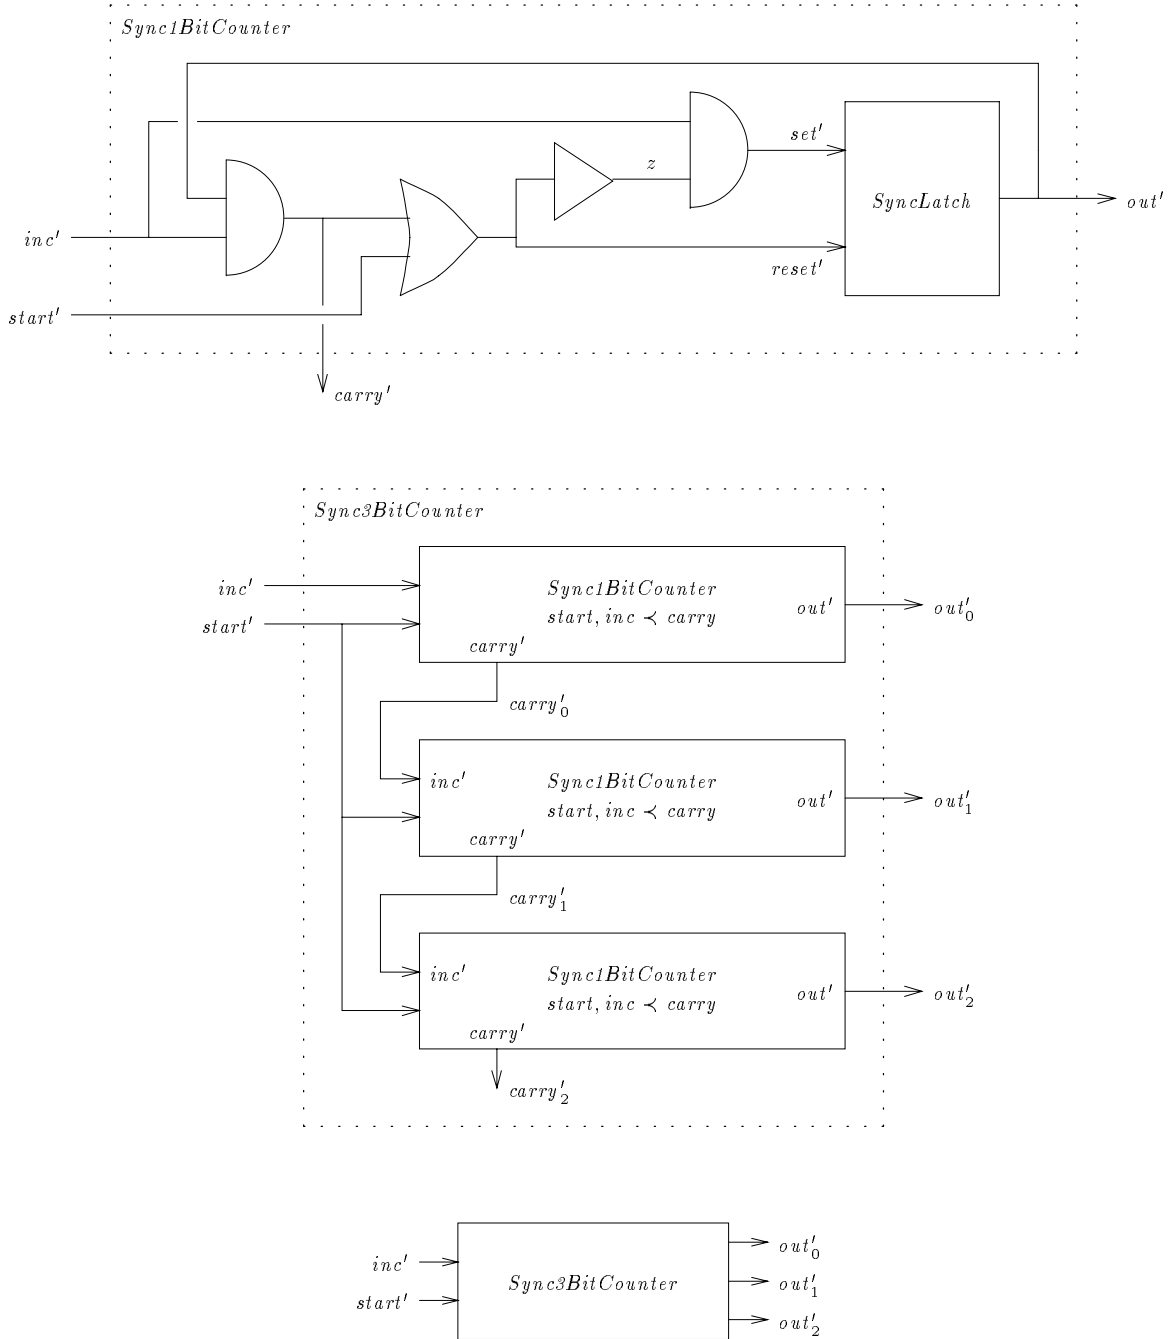 Sync1BitCounter
set′
z
SyncLatch
out′
inc′
reset′
start′
carry′
Sync3BitCounter
inc′
Sync1BitCounter
start, inc ≺ carry
out′
out′₀
start′
carry′
carry′₀
inc′
Sync1BitCounter
start, inc ≺ carry
out′
out′₁
carry′
carry′₁
inc′
Sync1BitCounter
start, inc ≺ carry
out′
out′₂
carry′
carry′₂
inc′
start′
Sync3BitCounter
out′₀
out′₁
out′₂